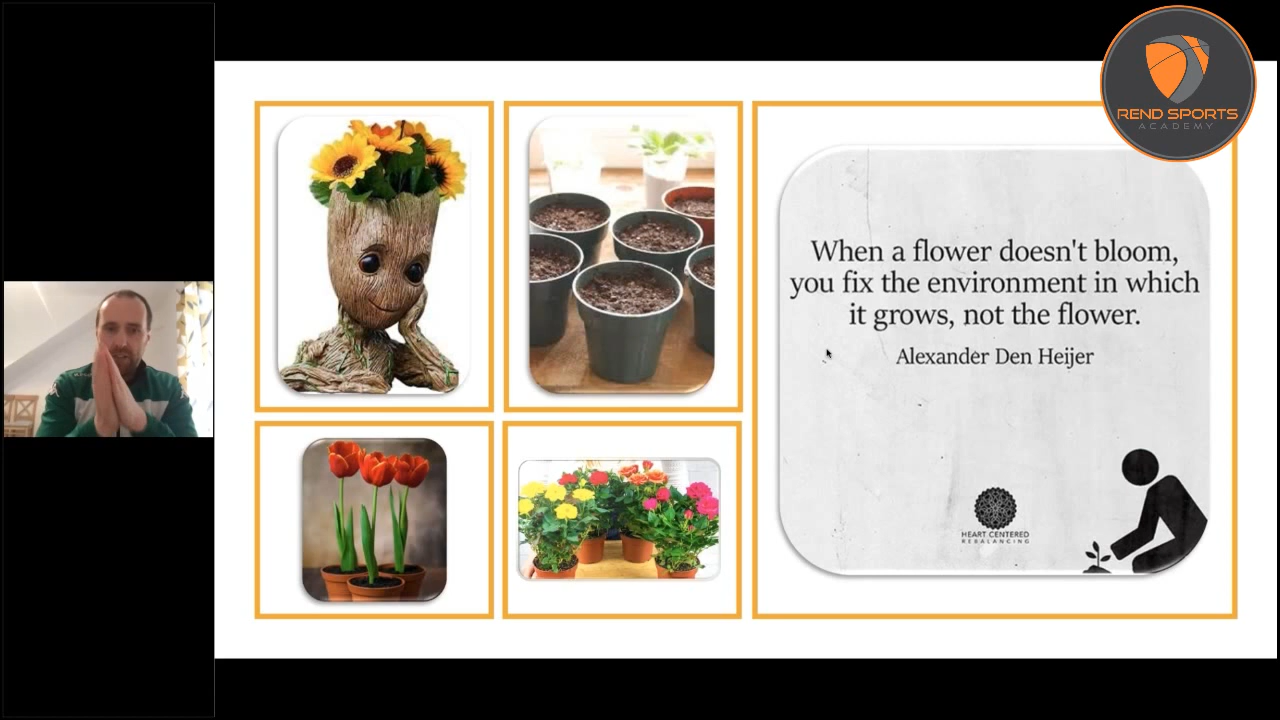 REND SPORTS
ACADEMY
When a flower doesn't bloom,
you fix the environment in which
it grows, not the flower.
Alexander Den Heijer
HEART CENTERED
REBALANCING